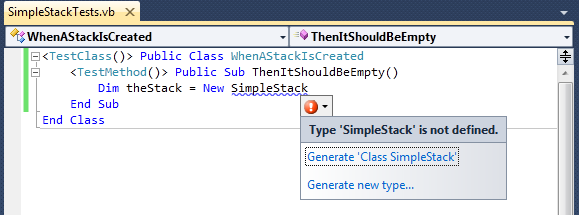 SimpleStackTests.vb
WhenAStackIsCreated
ThenItShouldBeEmpty
<TestClass()> Public Class WhenAStackIsCreated
<TestMethod()> Public Sub ThenItShouldBeEmpty()
Dim theStack = New SimpleStack
End Sub
End Class
Type 'SimpleStack' is not defined.
Generate 'Class SimpleStack'
Generate new type...